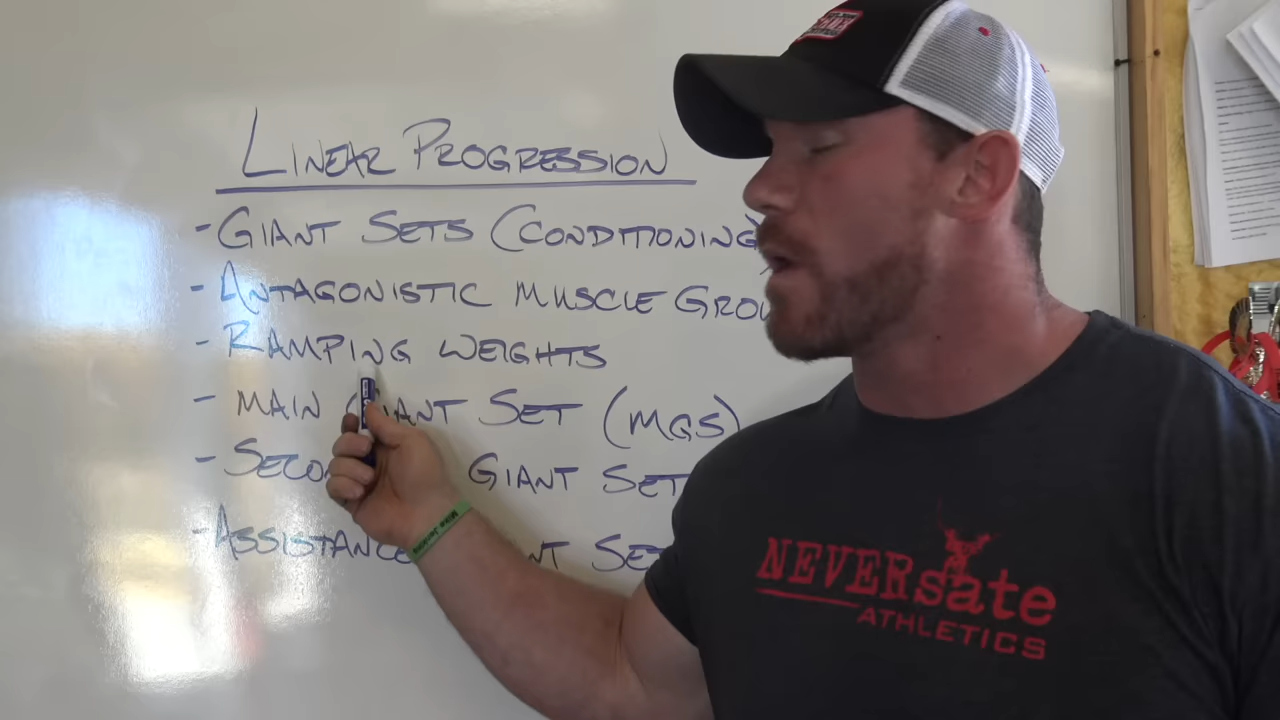 LINEAR PROGRESSION
- GIANT SETS (CONDITIONING)
- ANTAGONISTIC MUSCLE GROU
- RAMPING WEIGHTS
- MAIN GIANT SET (MGS)
- SECO GIANT SET
- ASSISTANCE NT SE
NEVERsate
ATHLETICS